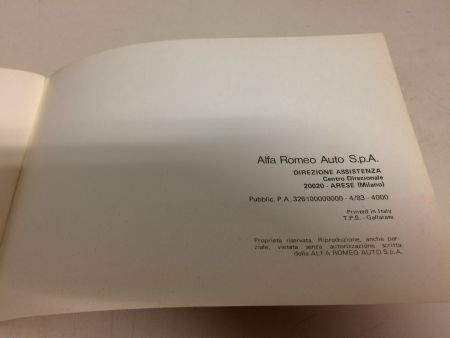 Alfa Romeo Auto S.p.A.
DIREZIONE ASSISTENZA
Centro Direzionale
20020 - ARESE (Milano)
Pubblic. P.A. 326100000000 - 4/83 - 4000
Printed in Italy
T.P.S. - Gallarate
Proprietà riservata. Riproduzione, anche par-
ziale, vietata senza autorizzazione scritta
della ALFA ROMEO AUTO S.p.A.